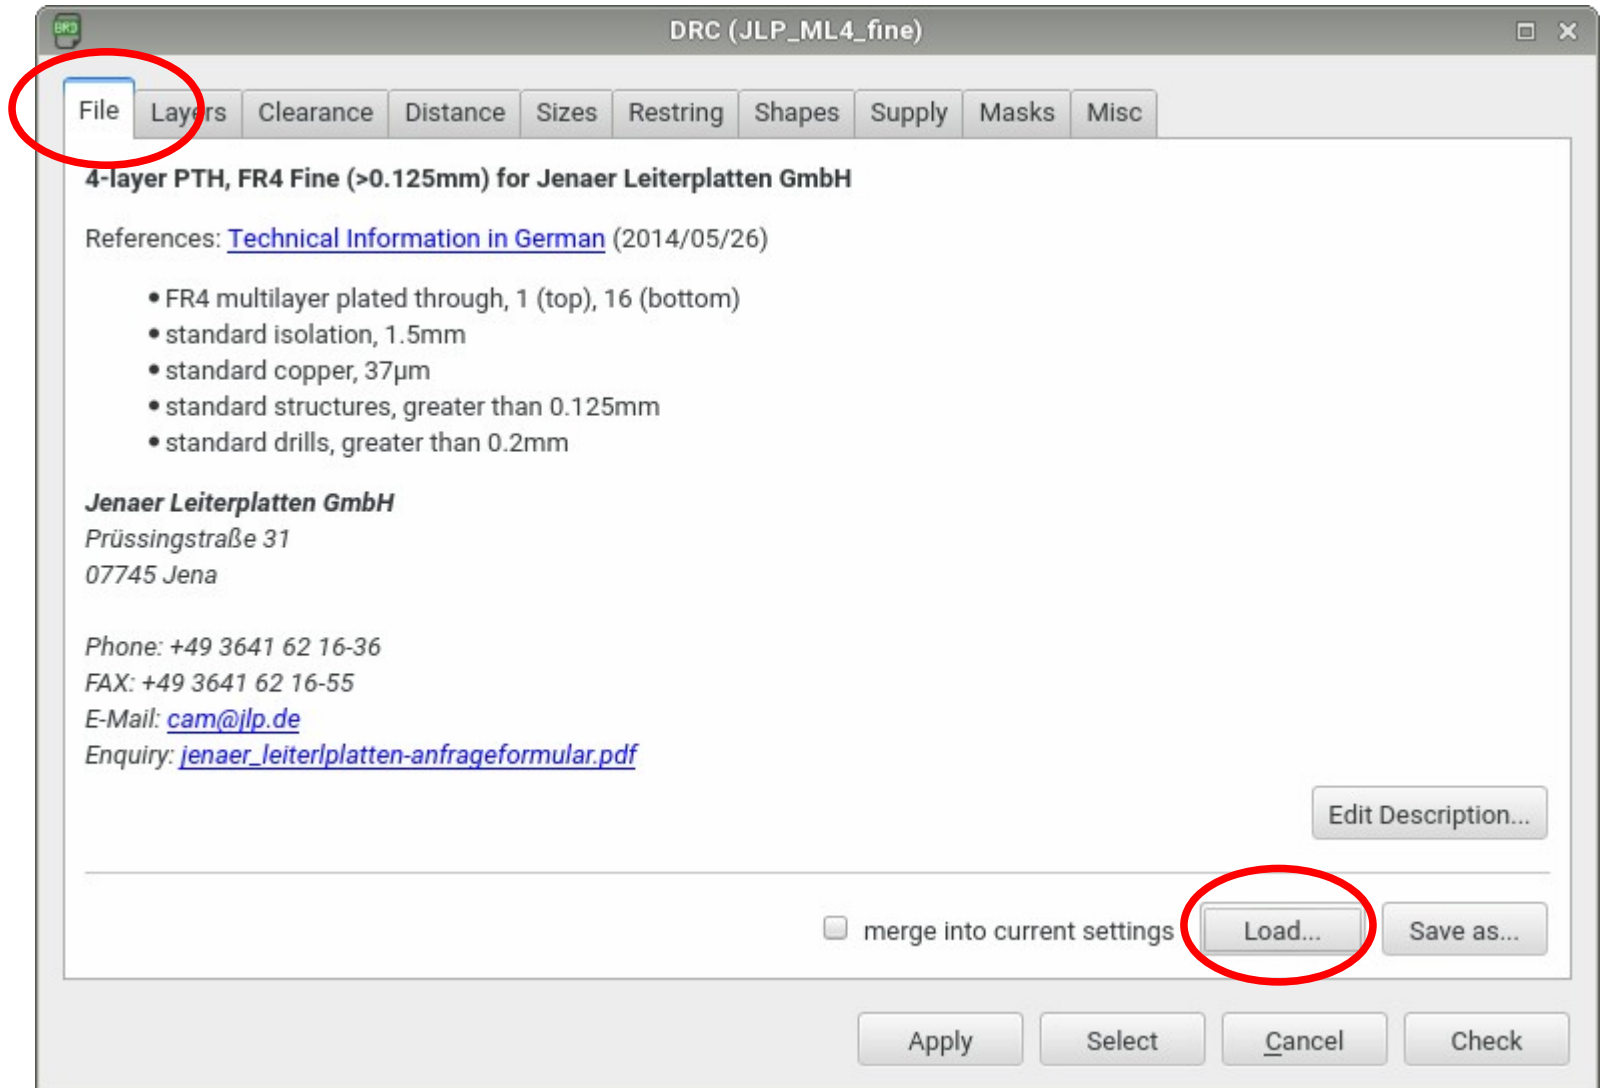 BRD
DRC (JLP_ML4_fine)
File Layers Clearance Distance Sizes Restring Shapes Supply Masks Misc
4-layer PTH, FR4 Fine (>0.125mm) for Jenaer Leiterplatten GmbH
References: Technical Information in German (2014/05/26)
• FR4 multilayer plated through, 1 (top), 16 (bottom)
• standard isolation, 1.5mm
• standard copper, 37µm
• standard structures, greater than 0.125mm
• standard drills, greater than 0.2mm
Jenaer Leiterplatten GmbH
Prüssingstraße 31
07745 Jena
Phone: +49 3641 62 16-36
FAX: +49 3641 62 16-55
E-Mail: cam@jlp.de
Enquiry: jenaer_leiterlplatten-anfrageformular.pdf
Edit Description...
merge into current settings Load... Save as...
Apply Select Cancel Check